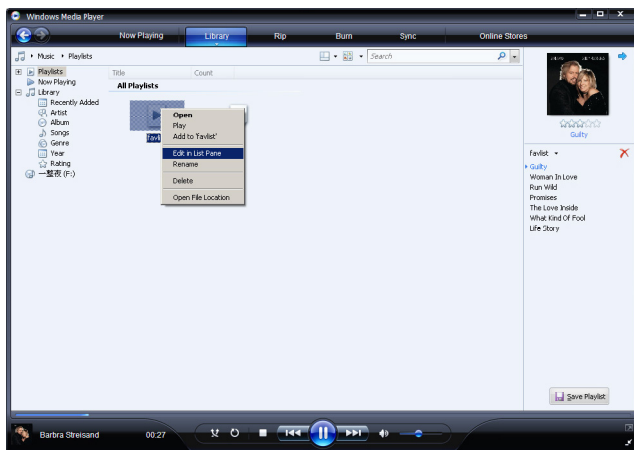 Windows Media Player
Now Playing Library Rip Burn Sync Online Stores
Music Playlists Search
Playlists
Now Playing
Library
Recently Added
Artist
Album
Songs
Genre
Year
Rating
一整夜 (F:)
Title Count
All Playlists
Open
Play
Add to 'favlist'
Edit in List Pane
Rename
Delete
Open File Location
Guilty
favlist
Guilty
Woman In Love
Run Wild
Promises
The Love Inside
What Kind Of Fool
Life Story
Save Playlist
Barbra Streisand 00:27